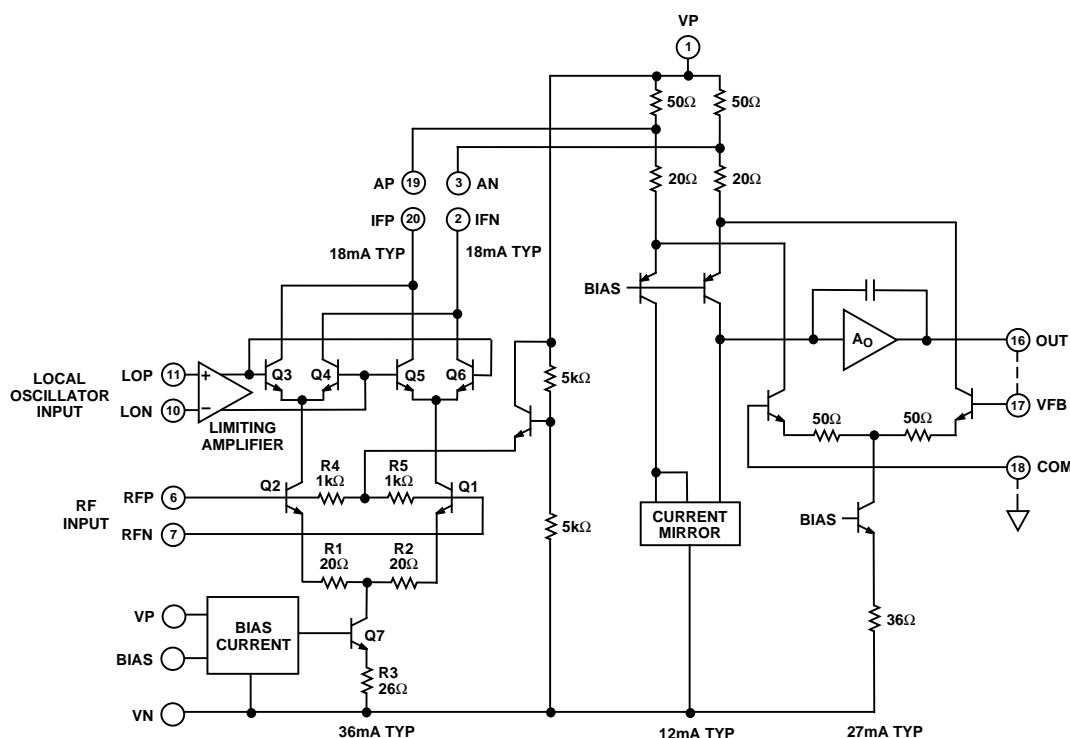 VP
1
50Ω
50Ω
AP 19
3 AN
20Ω
20Ω
IFP 20
2 IFN
18mA TYP
18mA TYP
BIAS
AO
16 OUT
LOCAL
OSCILLATOR
INPUT
LOP 11
LON 10
+
–
LIMITING
AMPLIFIER
Q3
Q4
Q5
Q6
5kΩ
17 VFB
50Ω
50Ω
18 COM
RF
INPUT
RFP 6
RFN 7
Q2
R4
1kΩ
R5
1kΩ
Q1
CURRENT
MIRROR
BIAS
5kΩ
R1
20Ω
R2
20Ω
36Ω
VP
BIAS
BIAS
CURRENT
Q7
R3
26Ω
VN
36mA TYP
12mA TYP
27mA TYP